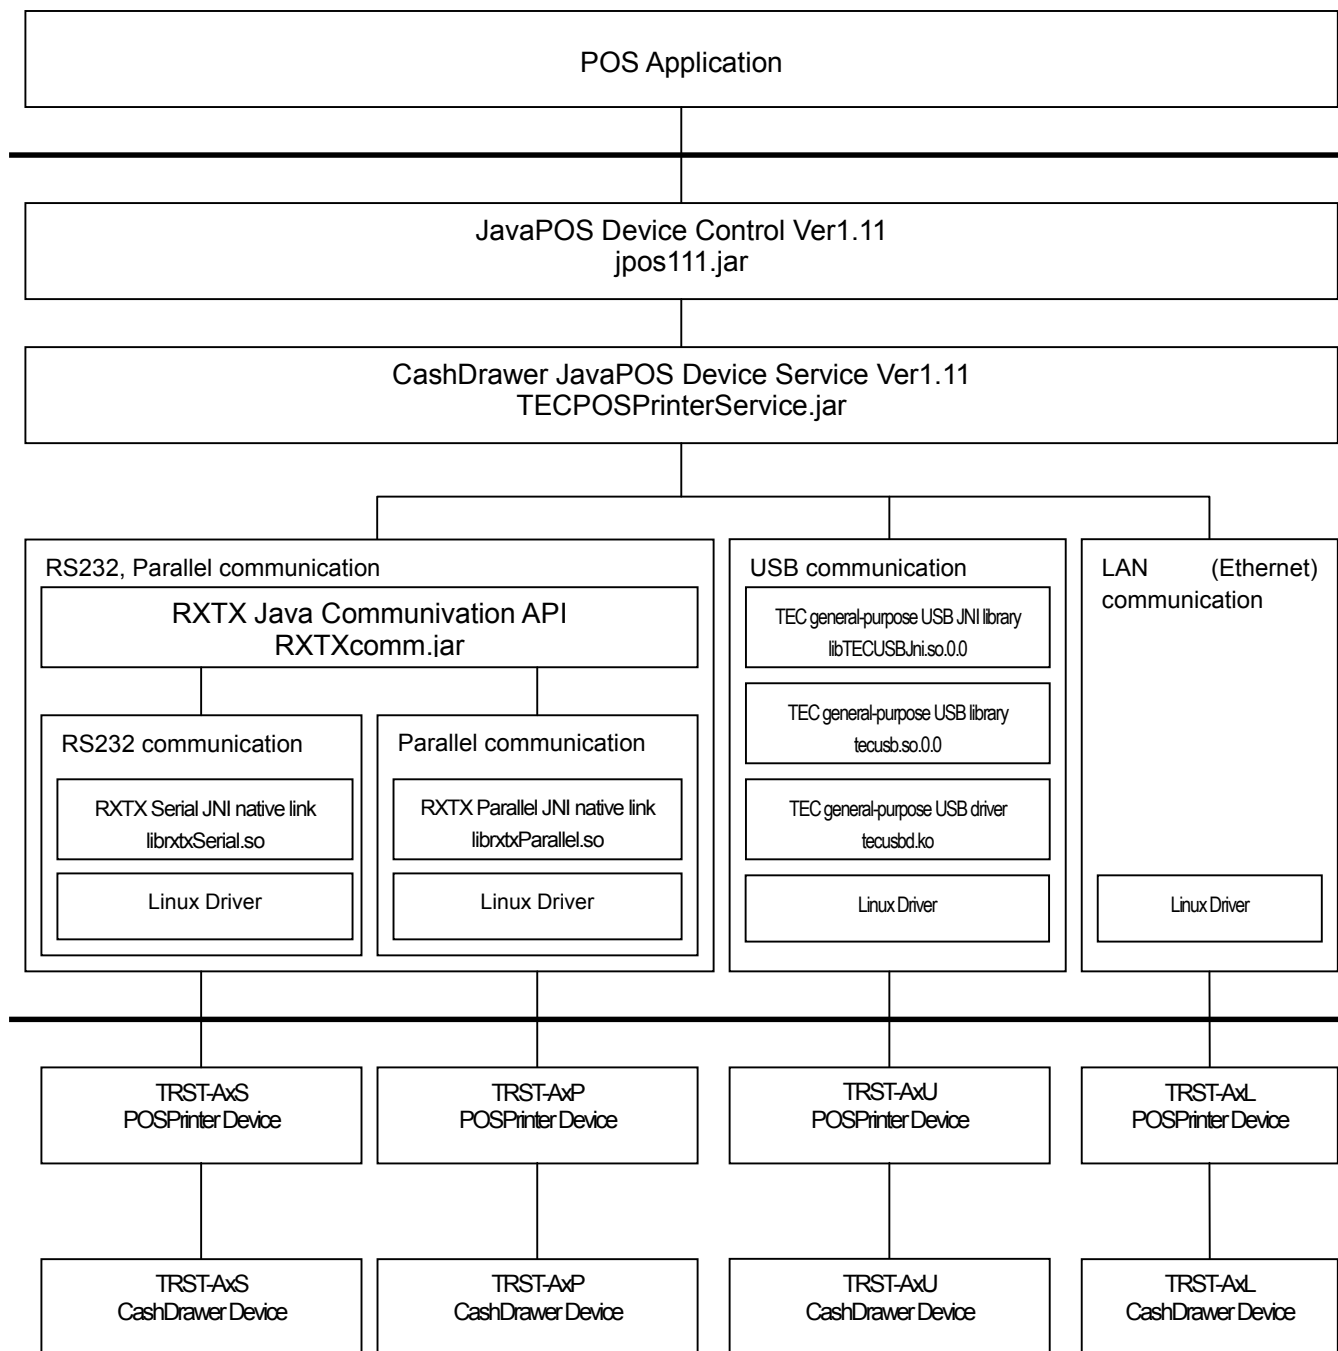 POS Application
JavaPOS Device Control Ver1.11
jpos111.jar
CashDrawer JavaPOS Device Service Ver1.11
TECPOSPrinterService.jar
RS232, Parallel communication
RXTX Java Communivation API
RXTXcomm.jar
RS232 communication
RXTX Serial JNI native link
librxtxSerial.so
Linux Driver
Parallel communication
RXTX Parallel JNI native link
librxtxParallel.so
Linux Driver
USB communication
TEC general-purpose USB JNI library
libTECUSBJni.so.0.0
TEC general-purpose USB library
tecusb.so.0.0
TEC general-purpose USB driver
tecusbd.ko
Linux Driver
LAN (Ethernet)
communication
Linux Driver
TRST-AxS
POSPrinter Device
TRST-AxP
POSPrinter Device
TRST-AxU
POSPrinter Device
TRST-AxL
POSPrinter Device
TRST-AxS
CashDrawer Device
TRST-AxP
CashDrawer Device
TRST-AxU
CashDrawer Device
TRST-AxL
CashDrawer Device